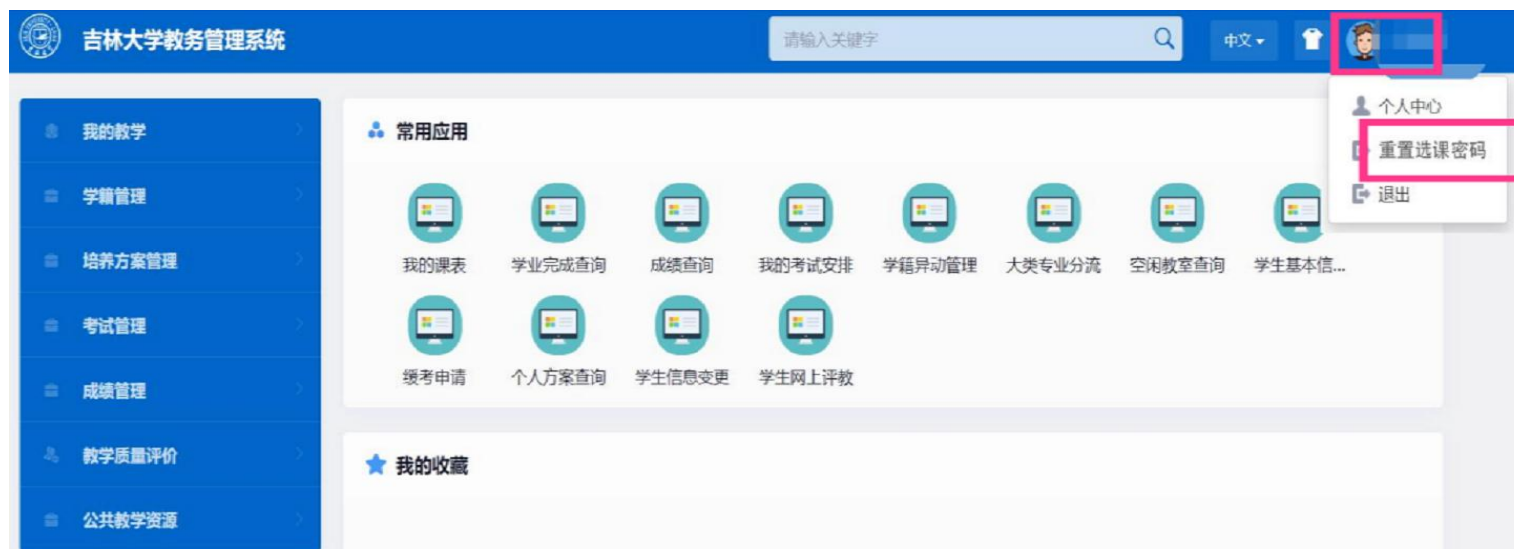 吉林大学教务管理系统
请输入关键字
中文
个人中心
重置选课密码
退出
我的教学
学籍管理
培养方案管理
考试管理
成绩管理
教学质量评价
公共教学资源
常用应用
我的课表 学业完成查询 成绩查询 我的考试安排 学籍异动管理 大类专业分流 空闲教室查询 学生基本信...
缓考申请 个人方案查询 学生信息变更 学生网上评教
我的收藏